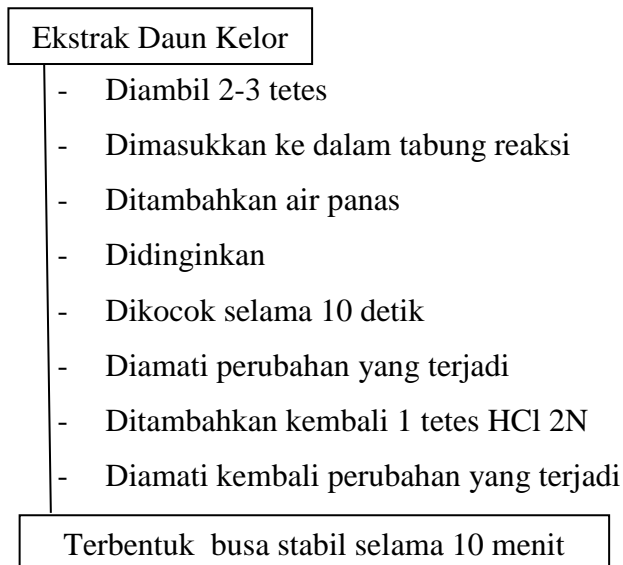 Ekstrak Daun Kelor
- Diambil 2-3 tetes
- Dimasukkan ke dalam tabung reaksi
- Ditambahkan air panas
- Didinginkan
- Dikocok selama 10 detik
- Diamati perubahan yang terjadi
- Ditambahkan kembali 1 tetes HCl 2N
- Diamati kembali perubahan yang terjadi
Terbentuk busa stabil selama 10 menit